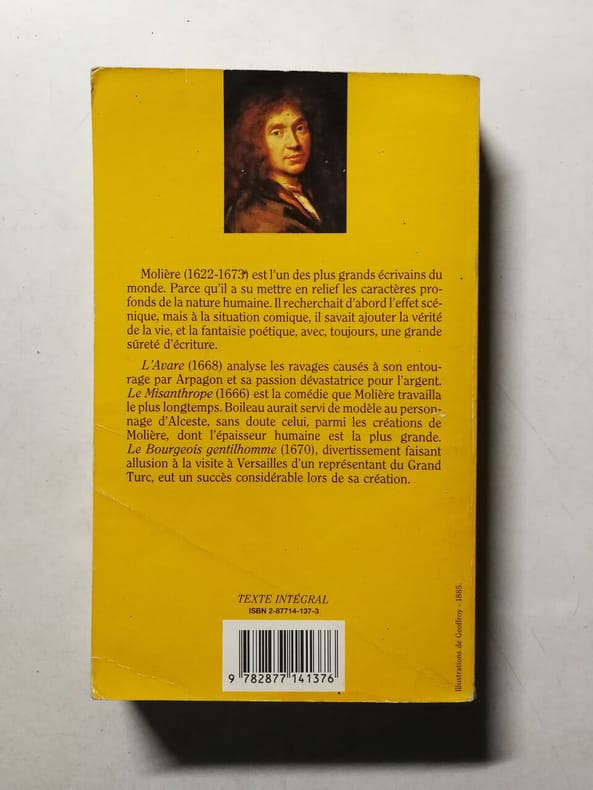 Molière (1622-1673) est l'un des plus grands écrivains du
monde. Parce qu'il a su mettre en relief les caractères pro-
fonds de la nature humaine. Il recherchait d'abord l'effet scé-
nique, mais à la situation comique, il savait ajouter la vérité
de la vie, et la fantaisie poétique, avec, toujours, une grande
sûreté d'écriture.
L'Avare (1668) analyse les ravages causés à son entou-
rage par Arpagon et sa passion dévastatrice pour l'argent.
Le Misanthrope (1666) est la comédie que Molière travailla
le plus longtemps. Boileau aurait servi de modèle au person-
nage d'Alceste, sans doute celui, parmi les créations de
Molière, dont l'épaisseur humaine est la plus grande.
Le Bourgeois gentilhomme (1670), divertissement faisant
allusion à la visite à Versailles d'un représentant du Grand
Turc, eut un succès considérable lors de sa création.
TEXTE INTÉGRAL
ISBN 2-87714-137-3
9 782877 141376
Illustrations de Geoffroy - 1885.